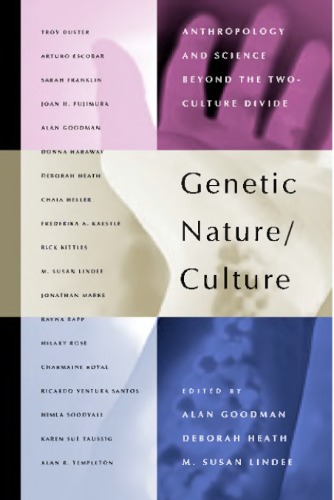 TROY DUSTER
ARTURO ESCOBAR
SARAH FRANKLIN
JOAN H. FUJIMURA
ALAN GOODMAN
DONNA HARAWAY
DEBORAH HEATH
CHAIA HELLER
FREDERIKA A. KAESTLE
RICK KITTLES
M. SUSAN LINDEE
JONATHAN MARKS
RAYNA RAPP
HILARY ROSE
CHARMAINE ROYAL
RICARDO VENTURA SANTOS
HIMLA SOODYALL
KAREN SUE TAUSSIG
ALAN R. TEMPLETON
ANTHROPOLOGY
AND SCIENCE
BEYOND THE TWO-
CULTURE DIVIDE
Genetic
Nature/
Culture
EDITED BY
ALAN GOODMAN
DEBORAH HEATH
M. SUSAN LINDEE